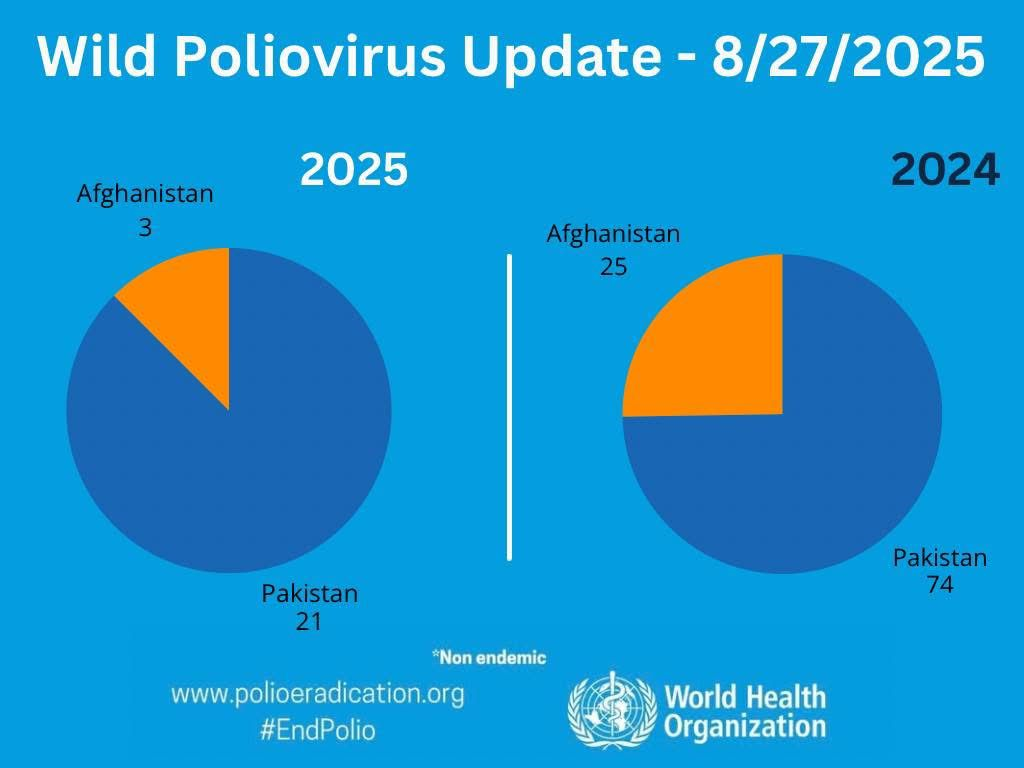 Wild Poliovirus Update - 8/27/2025
2025
Afghanistan
3
Pakistan
21
2024
Afghanistan
25
Pakistan
74
*Non endemic
www.polioeradication.org
#EndPolio
World Health
Organization